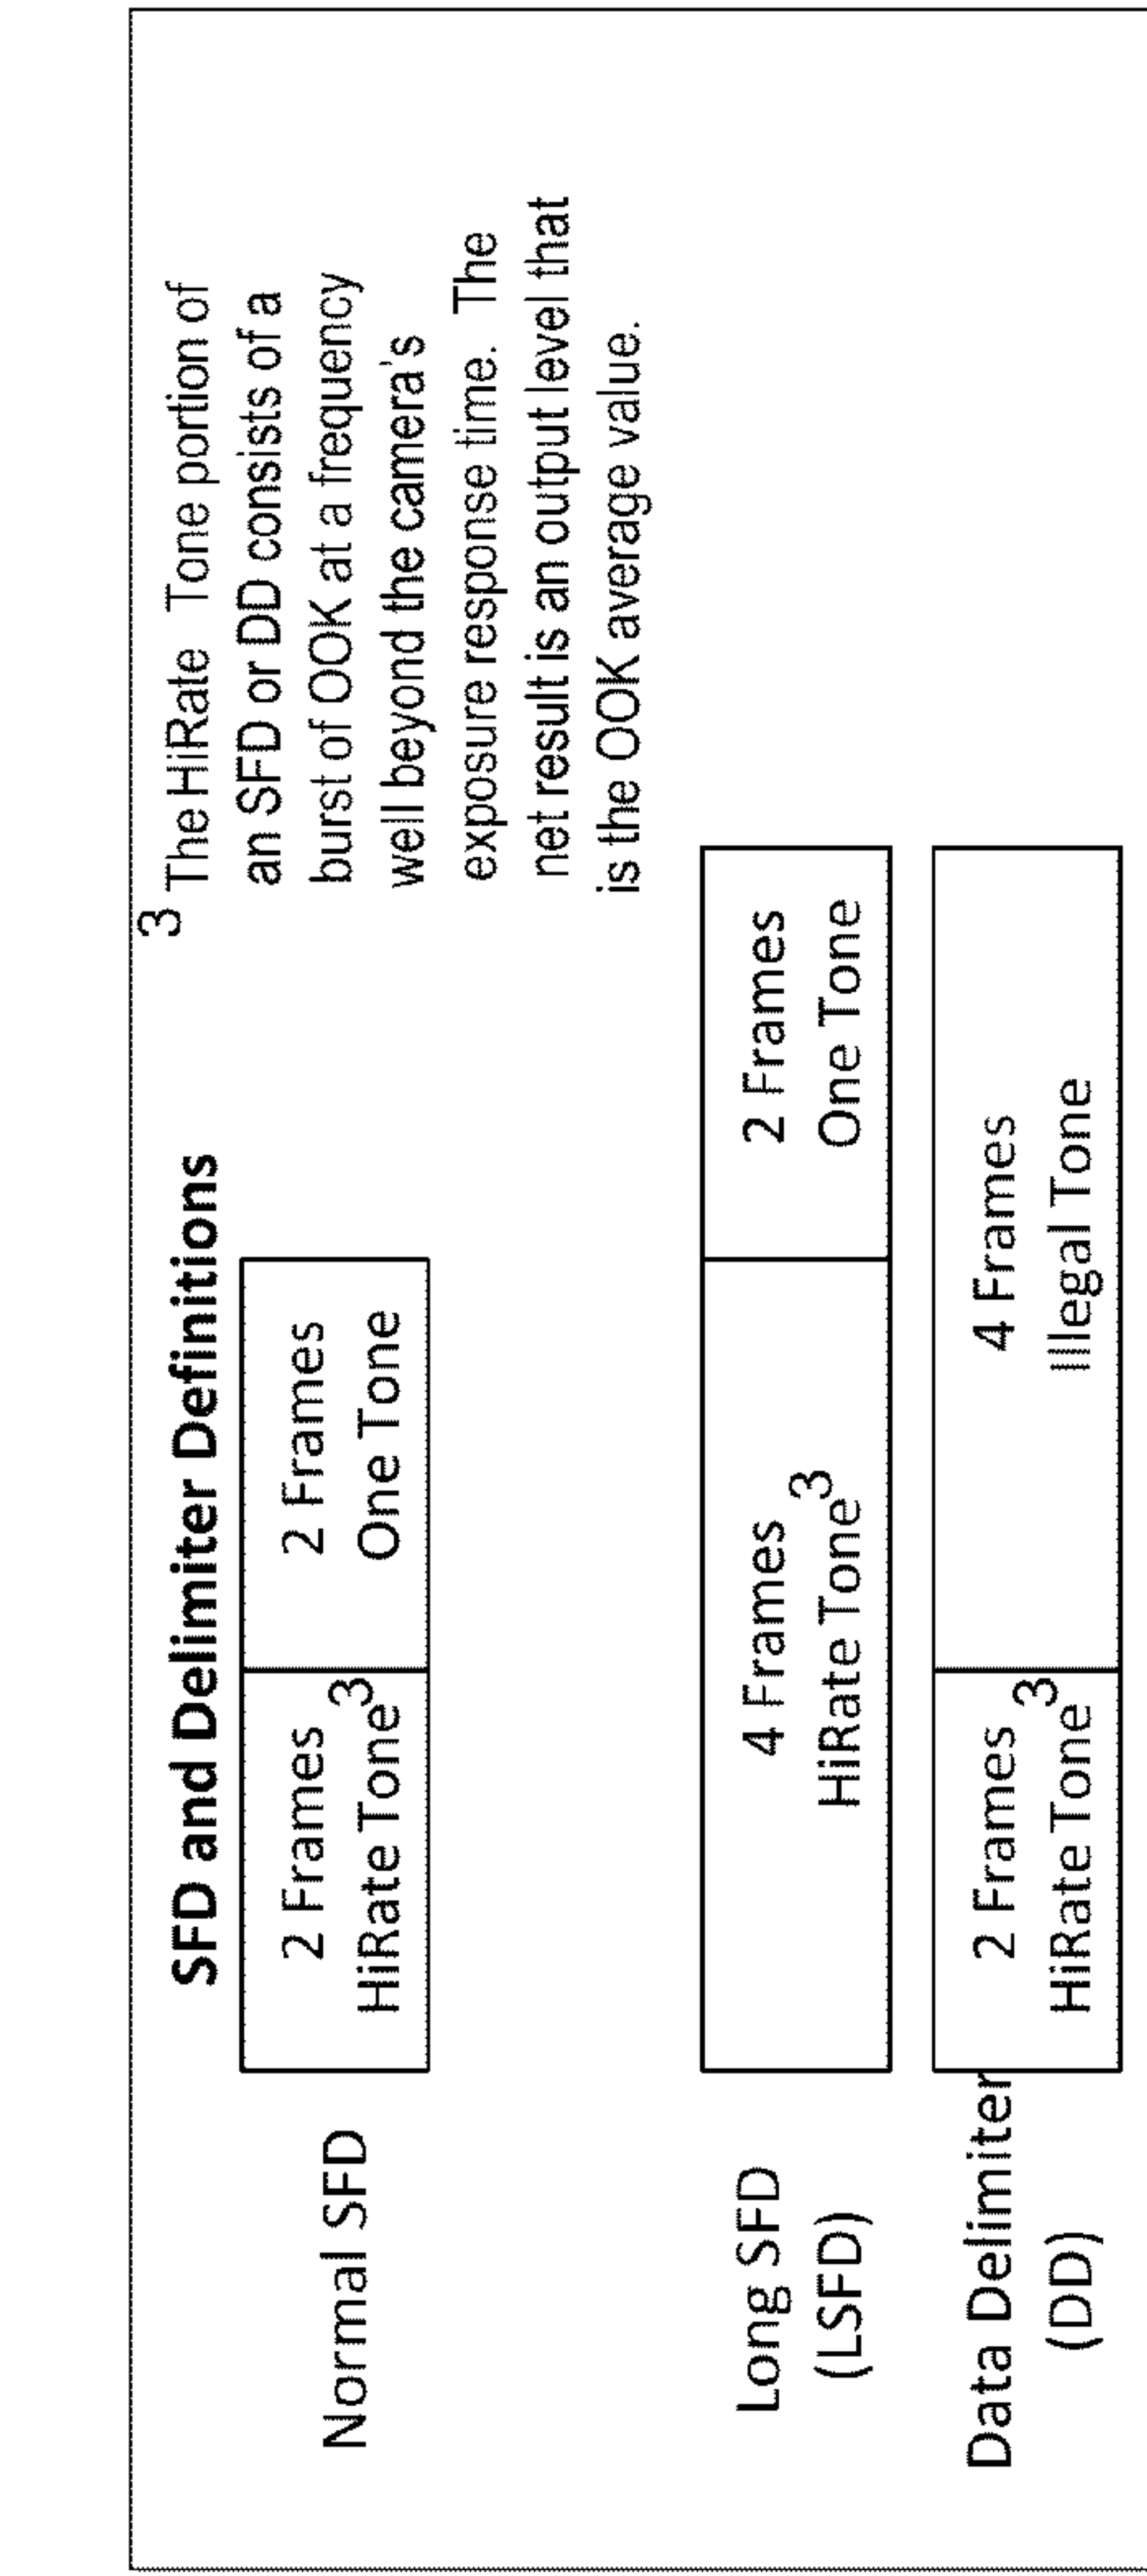 SFD and Delimiter Definitions
Normal SFD
2 Frames
HiRate Tone3
2 Frames
One Tone
3 The HiRate Tone portion of
an SFD or DD consists of a
burst of OOK at a frequency
well beyond the camera's
exposure response time. The
net result is an output level that
is the OOK average value.
Long SFD
(LSFD)
4 Frames
HiRate Tone3
2 Frames
One Tone
Data Delimiter
(DD)
2 Frames
HiRate Tone3
4 Frames
Illegal Tone